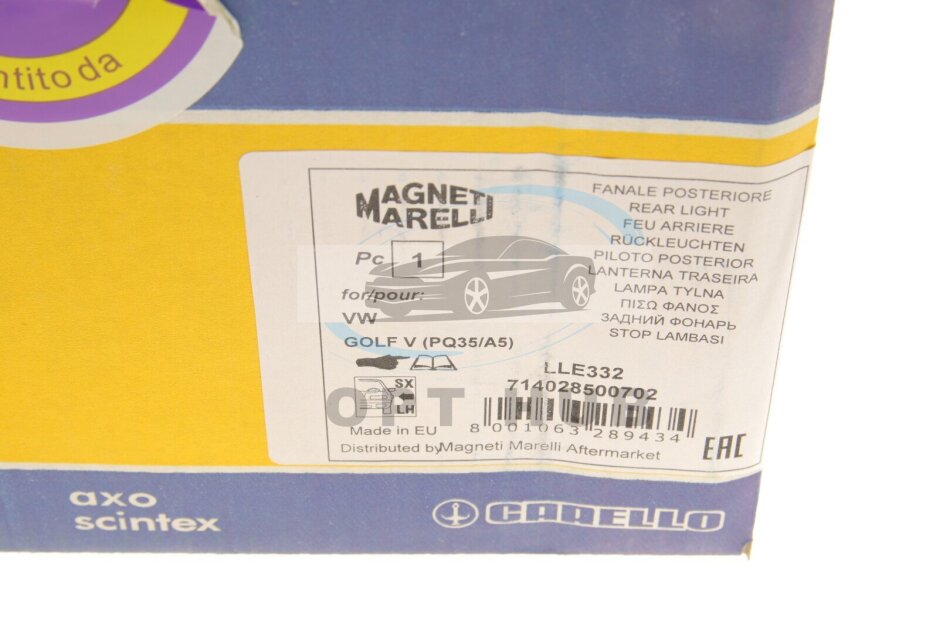 ntito da
MAGNETI
MARELLI
Pc 1
for/pour:
VW
GOLF V (PQ35/A5)
SX
LH
Made in EU
Distributed by Magneti Marelli Aftermarket
FANALE POSTERIORE
REAR LIGHT
FEU ARRIERE
RÜCKLEUCHTEN
PILOTO POSTERIOR
LANTERNA TRASEIRA
LAMPA TYLNA
ΠΙΣΩ ΦΑΝΟΣ
ЗАДНИЙ ФОНАРЬ
STOP LAMBASI
LLE332
714028500702
8 001063 289434
EAC
OPT HUB
axo
scintex
CARELLO